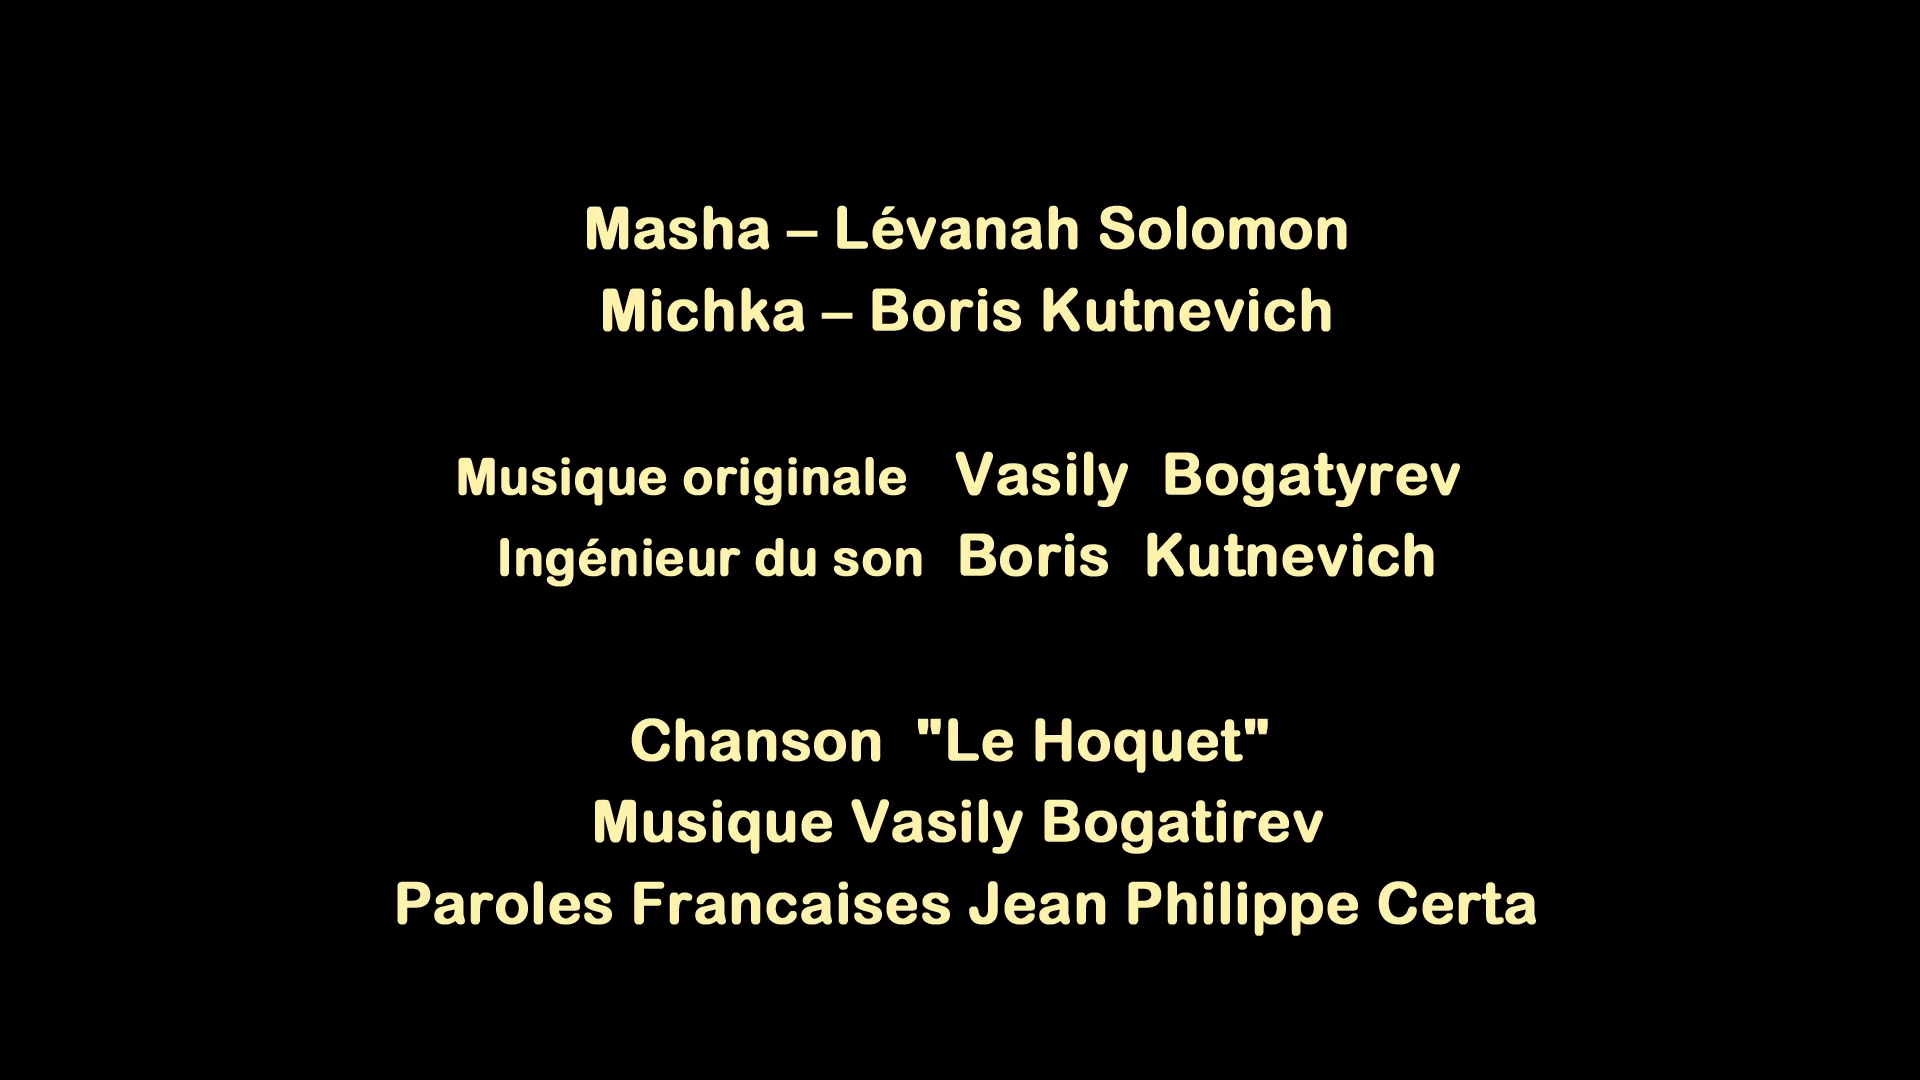 Masha – Lévanah Solomon
Michka – Boris Kutnevich
Musique originale Vasily Bogatyrev
Ingénieur du son Boris Kutnevich
Chanson "Le Hoquet"
Musique Vasily Bogatirev
Paroles Francaises Jean Philippe Certa